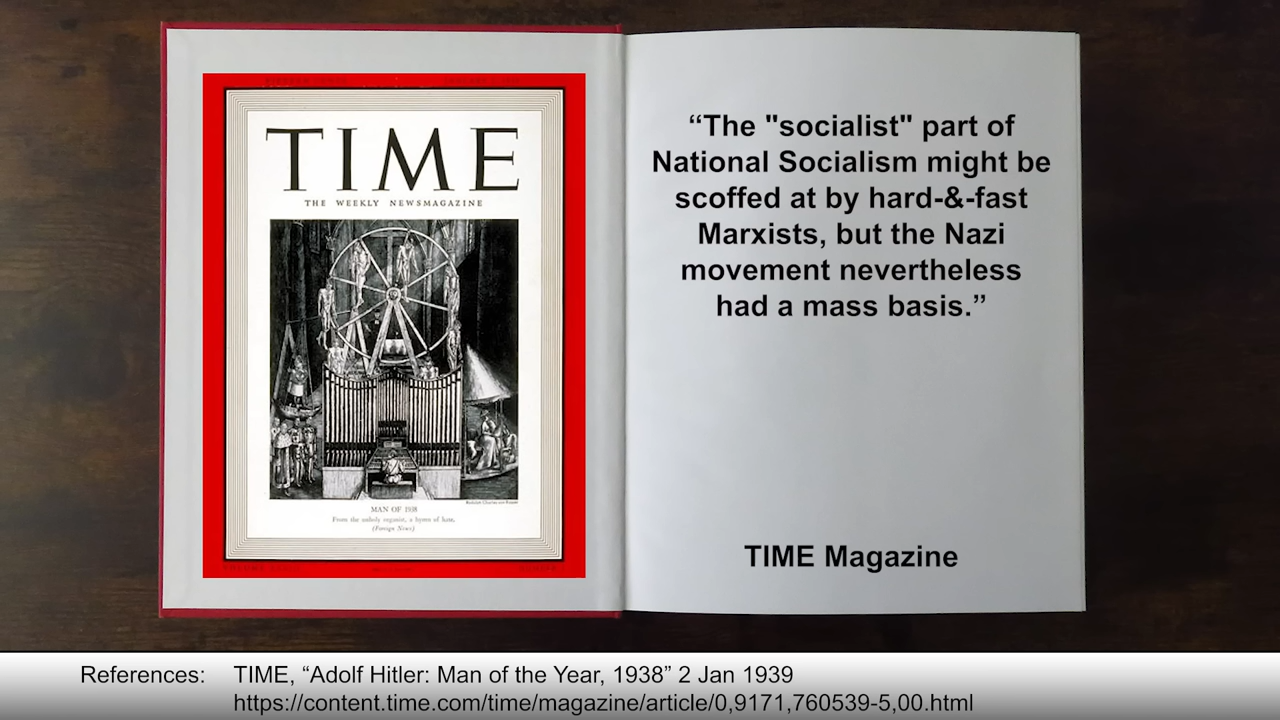 TIME
THE WEEKLY NEWSMAGAZINE
MAN OF 1938
From the unholy organist, a hymn of hate.
(Foreign News)
“The "socialist" part of
National Socialism might be
scoffed at by hard-&-fast
Marxists, but the Nazi
movement nevertheless
had a mass basis.”
TIME Magazine
References: TIME, “Adolf Hitler: Man of the Year, 1938” 2 Jan 1939
https://content.time.com/time/magazine/article/0,9171,760539-5,00.html